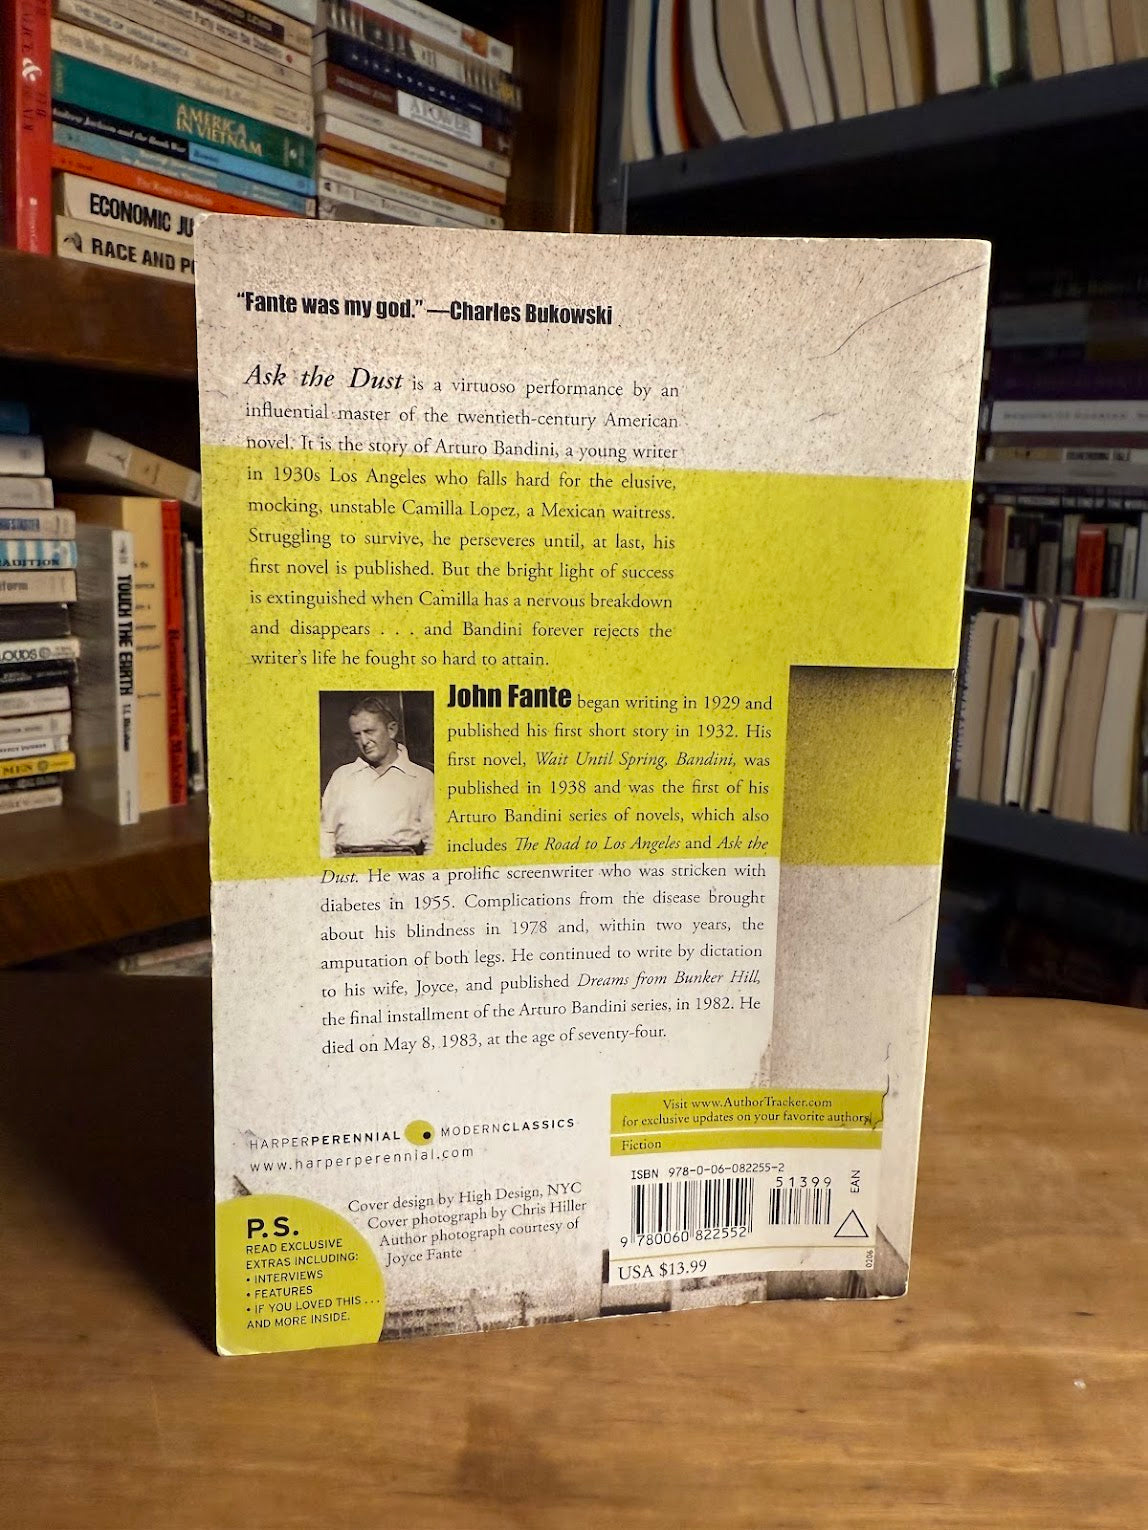 AMERICA
IN VIETNAM
Andrew Jackson and the Bank War
ECONOMIC JU
RACE AND P
A POWER
TOUCH THE EARTH
"Fante was my god." —Charles Bukowski
Ask the Dust is a virtuoso performance by an
influential master of the twentieth-century American
novel. It is the story of Arturo Bandini, a young writer
in 1930s Los Angeles who falls hard for the elusive,
mocking, unstable Camilla Lopez, a Mexican waitress.
Struggling to survive, he perseveres until, at last, his
first novel is published. But the bright light of success
is extinguished when Camilla has a nervous breakdown
and disappears . . . and Bandini forever rejects the
writer's life he fought so hard to attain.
John Fante began writing in 1929 and
published his first short story in 1932. His
first novel, Wait Until Spring, Bandini, was
published in 1938 and was the first of his
Arturo Bandini series of novels, which also
includes The Road to Los Angeles and Ask the
Dust. He was a prolific screenwriter who was stricken with
diabetes in 1955. Complications from the disease brought
about his blindness in 1978 and, within two years, the
amputation of both legs. He continued to write by dictation
to his wife, Joyce, and published Dreams from Bunker Hill,
the final installment of the Arturo Bandini series, in 1982. He
died on May 8, 1983, at the age of seventy-four.
HARPERPERENNIAL MODERNCLASSICS
www.harperperennial.com
Cover design by High Design, NYC
Cover photograph by Chris Hiller
Author photograph courtesy of
Joyce Fante
P.S.
READ EXCLUSIVE
EXTRAS INCLUDING:
• INTERVIEWS
• FEATURES
• IF YOU LOVED THIS . . .
AND MORE INSIDE.
Visit www.AuthorTracker.com
for exclusive updates on your favorite authors
Fiction
ISBN 978-0-06-082255-2
51399
EAN
9 780060 822552
USA $13.99
0206